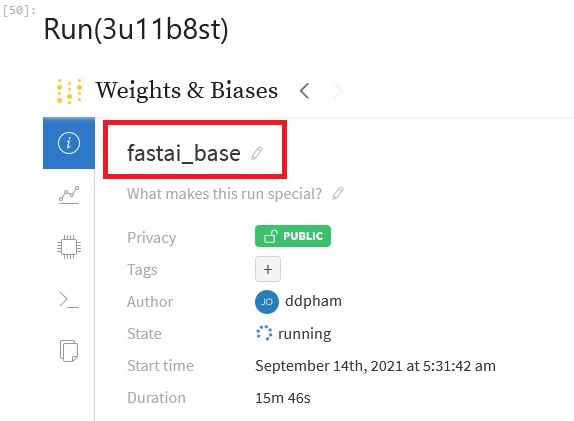 [50]:
Run(3u11b8st)
Weights & Biases
fastai_base
What makes this run special?
Privacy PUBLIC
Tags +
Author JO ddpham
State running
Start time September 14th, 2021 at 5:31:42 am
Duration 15m 46s